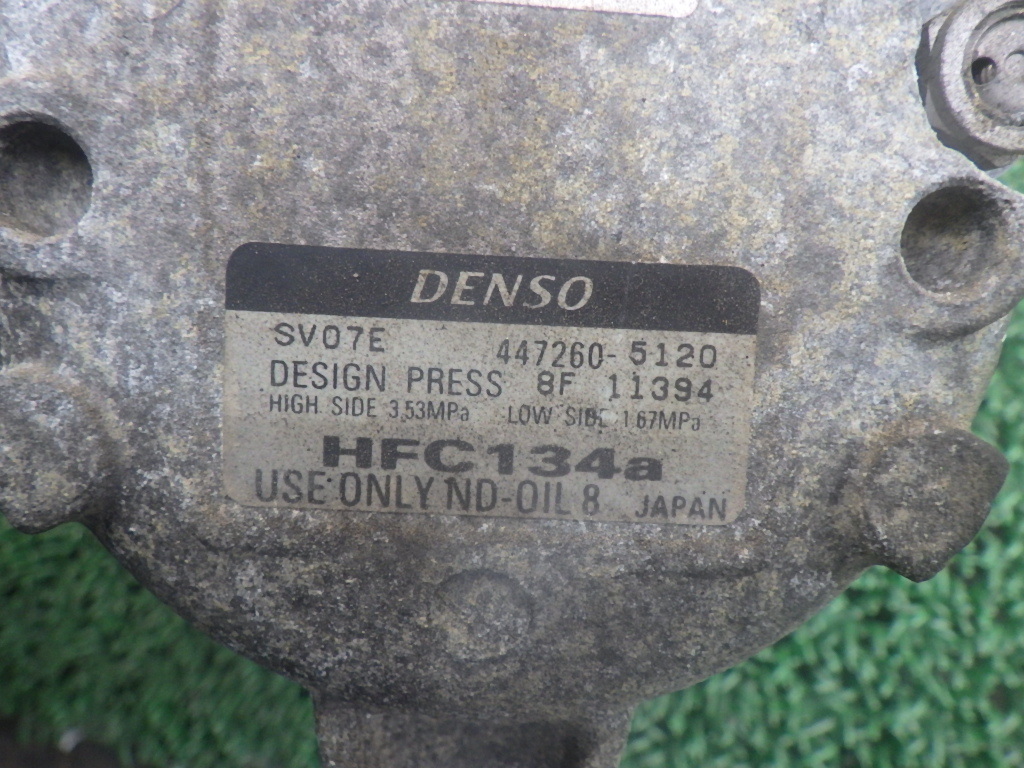 DENSO
SV07E 447260-5120
DESIGN PRESS 8F 11394
HIGH SIDE 3.53MPa LOW SIDE 1.67MPa
HFC134a
USE ONLY ND-OIL 8 JAPAN